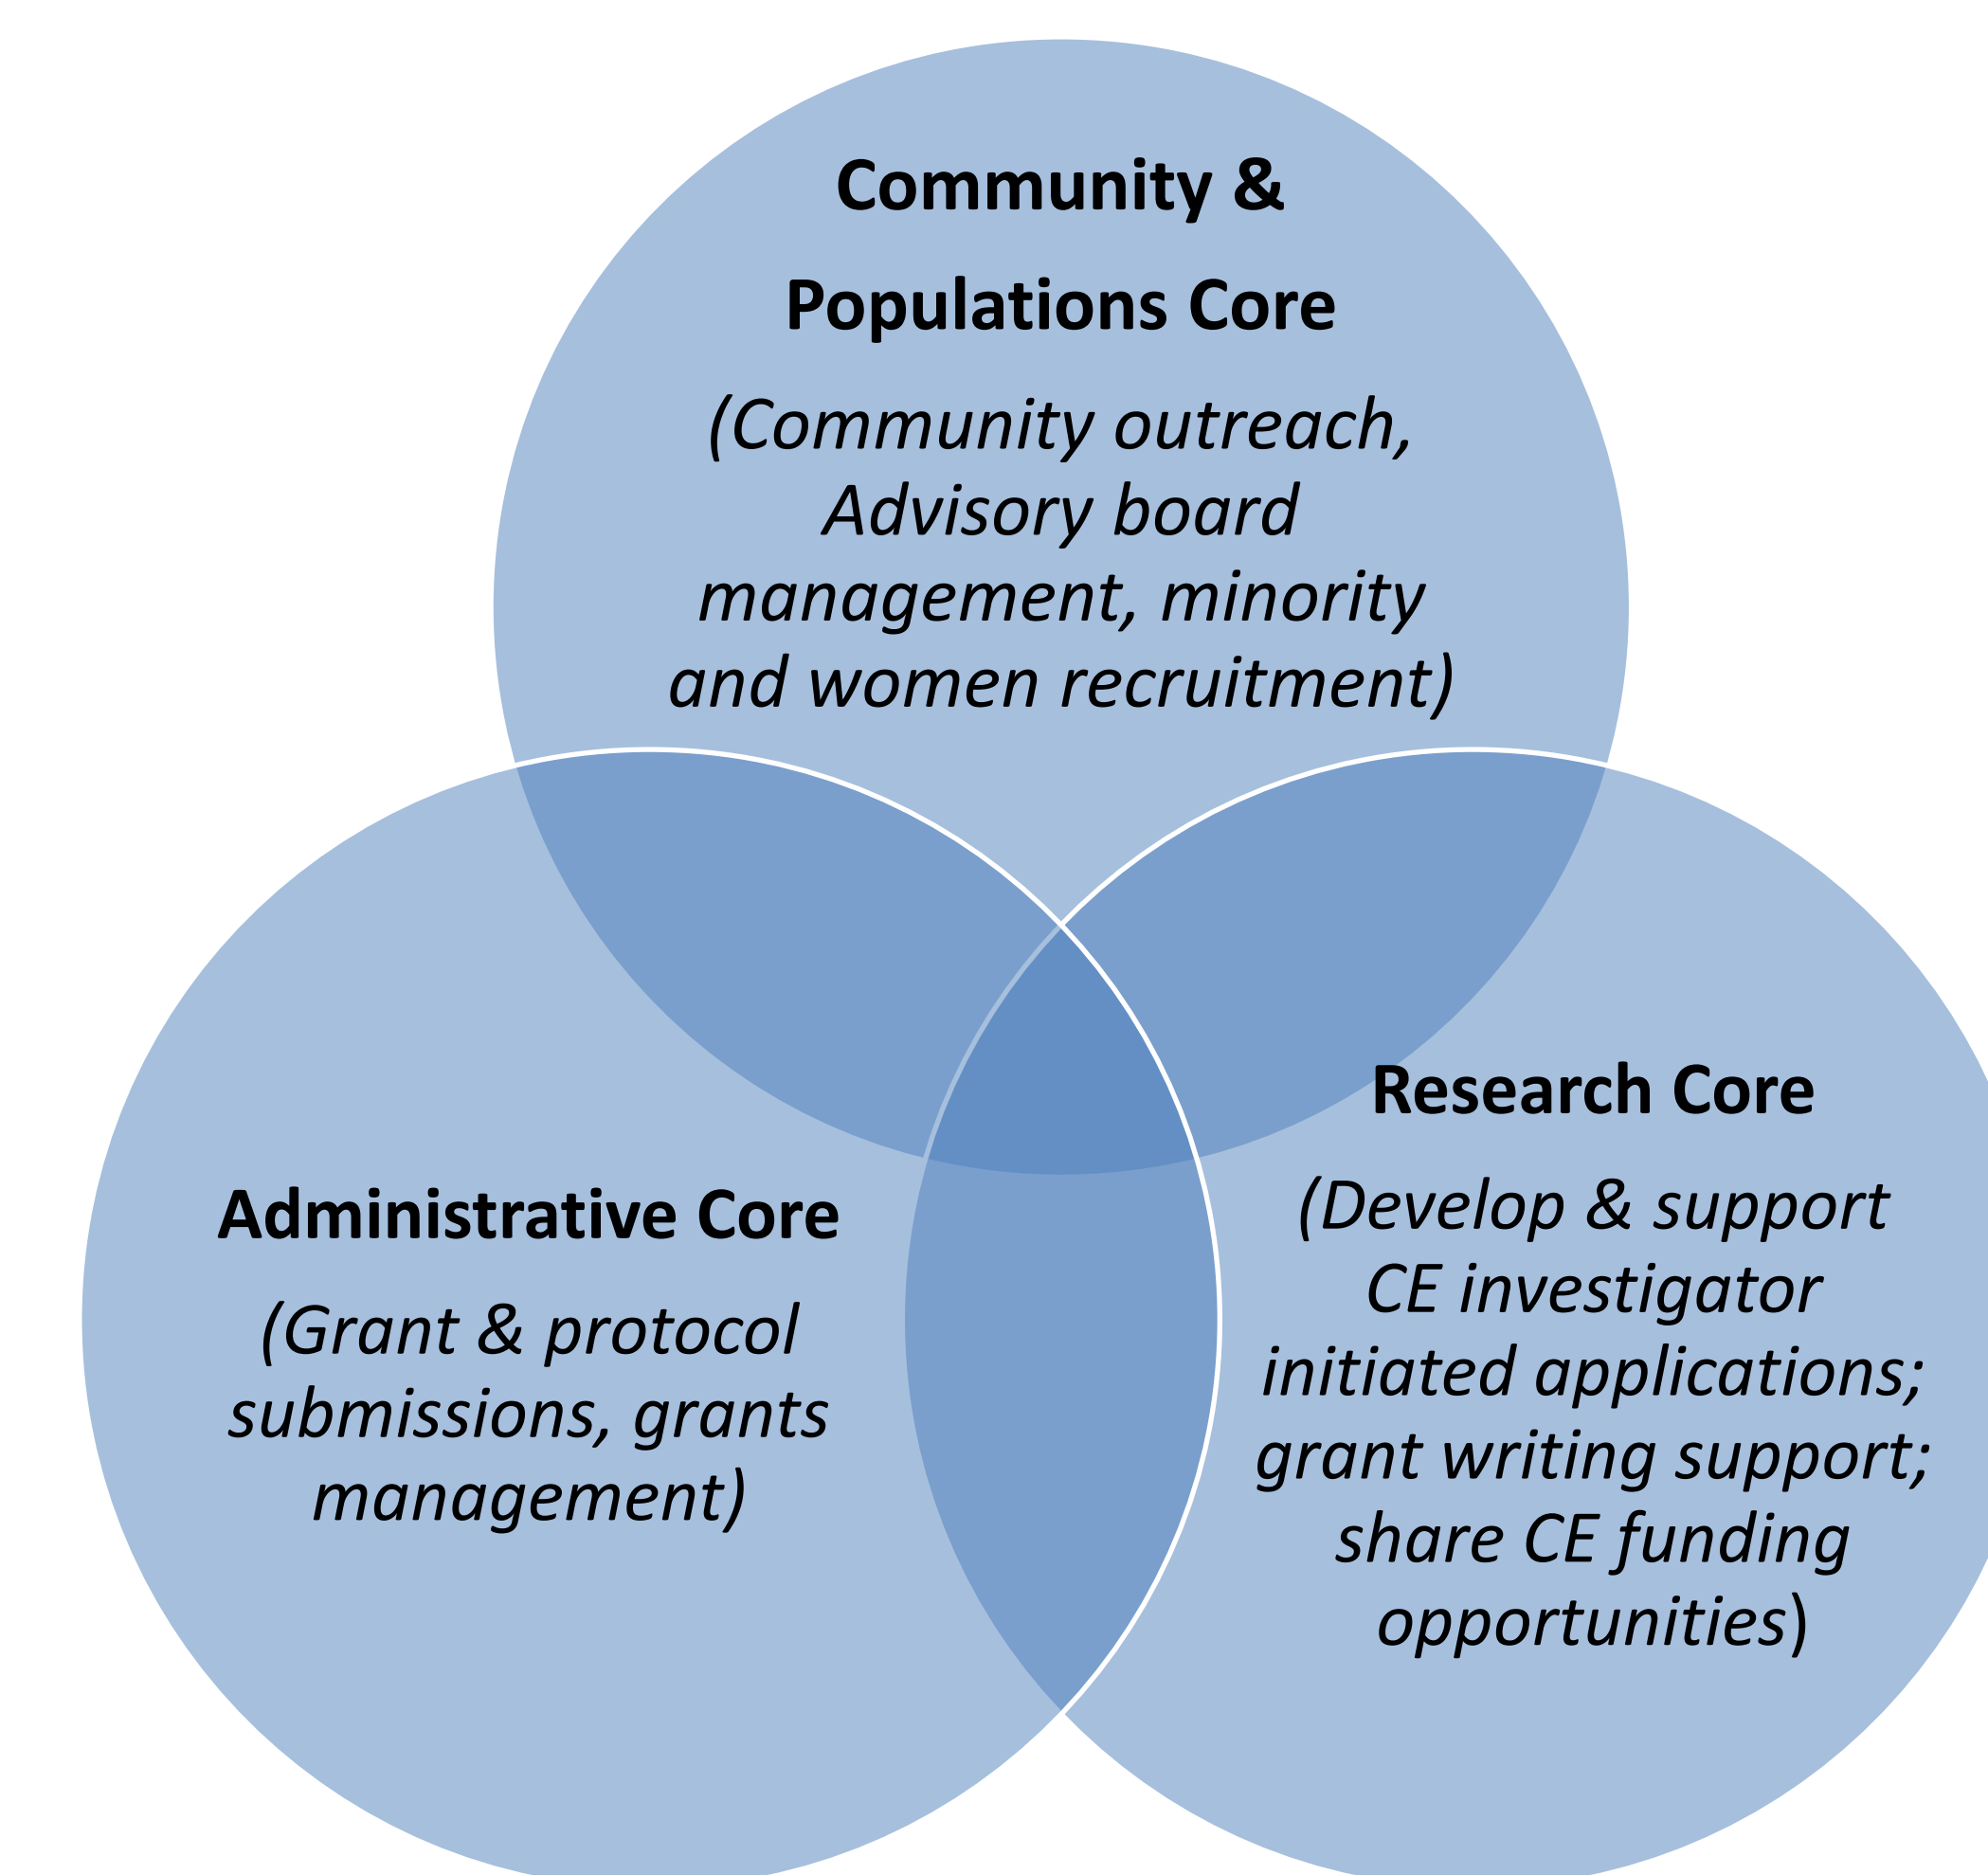 Community &
Populations Core
(Community outreach,
Advisory board
management, minority
and women recruitment)
Research Core
(Develop & support
CE investigator
initiated applications;
grant writing support;
share CE funding
opportunities)
Administrative Core
(Grant & protocol
submissions, grants
management)